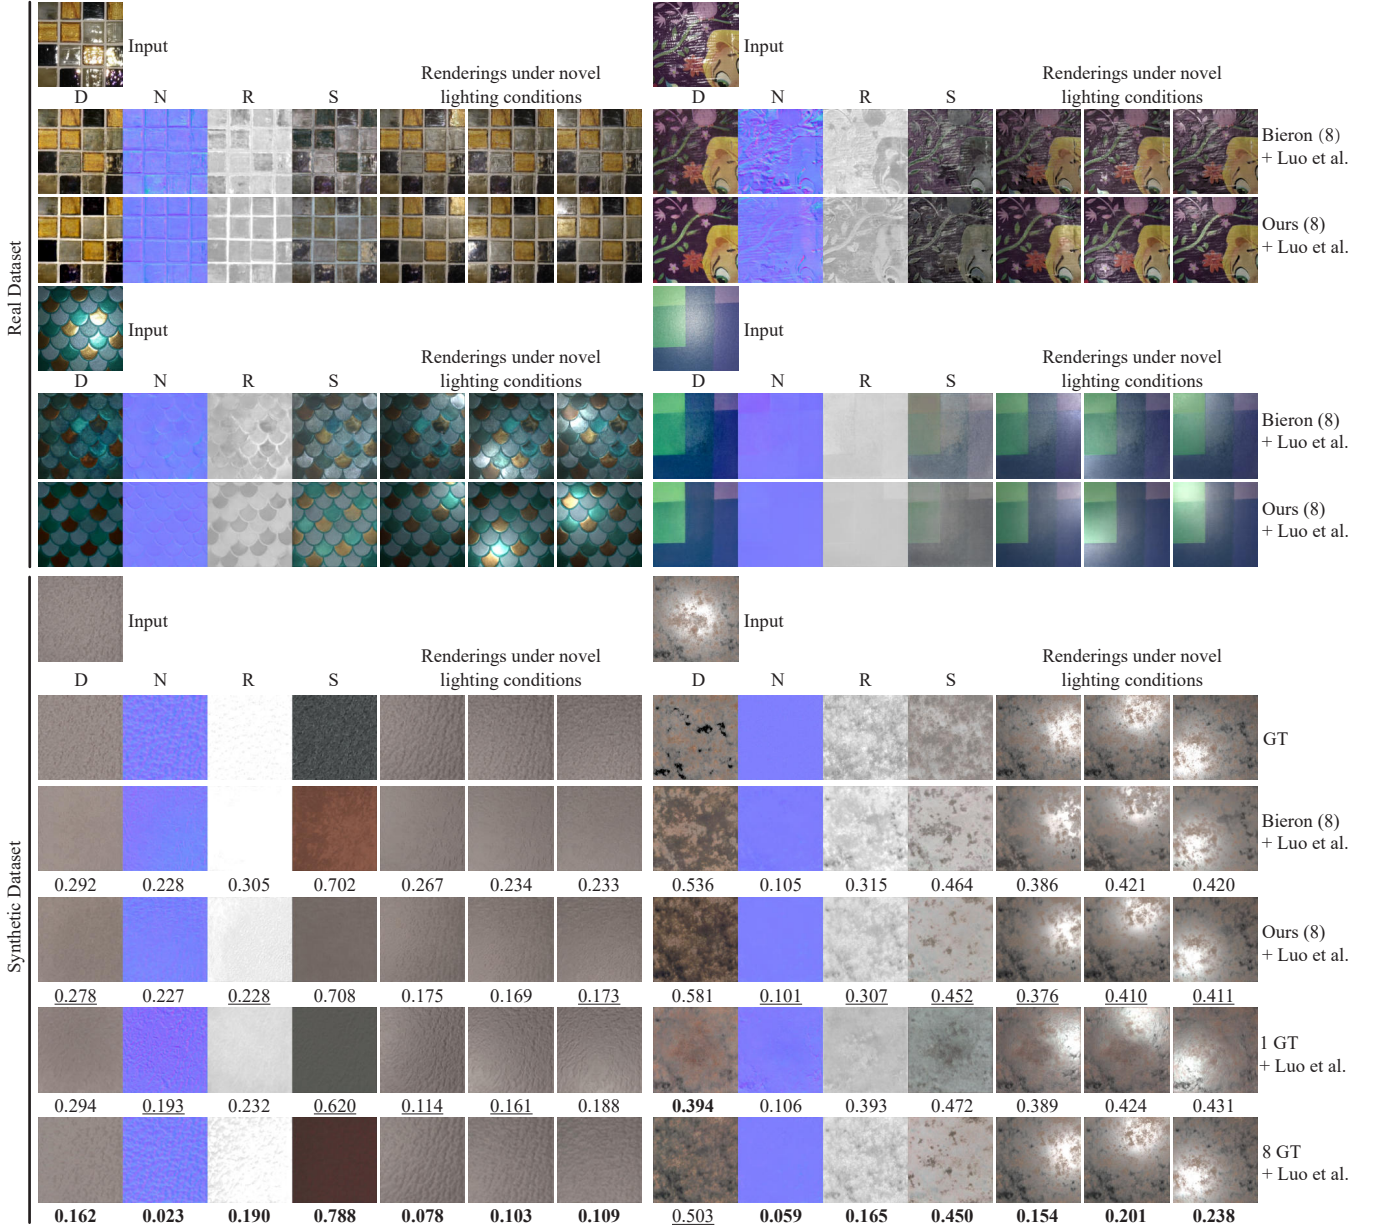 Real Dataset
Input
Input
D N R S Renderings under novel lighting conditions
D N R S Renderings under novel lighting conditions
Bieron (8)
+ Luo et al.
Ours (8)
+ Luo et al.
Input
Input
D N R S Renderings under novel lighting conditions
D N R S Renderings under novel lighting conditions
Bieron (8)
+ Luo et al.
Ours (8)
+ Luo et al.
Synthetic Dataset
Input
Input
D N R S Renderings under novel lighting conditions
D N R S Renderings under novel lighting conditions
GT
Bieron (8)
+ Luo et al.
0.292 0.228 0.305 0.702 0.267 0.234 0.233 0.536 0.105 0.315 0.464 0.386 0.421 0.420
Ours (8)
+ Luo et al.
0.278 0.227 0.228 0.708 0.175 0.169 0.173 0.581 0.101 0.307 0.452 0.376 0.410 0.411
1 GT
+ Luo et al.
0.294 0.193 0.232 0.620 0.114 0.161 0.188 0.394 0.106 0.393 0.472 0.389 0.424 0.431
8 GT
+ Luo et al.
0.162 0.023 0.190 0.788 0.078 0.103 0.109 0.503 0.059 0.165 0.450 0.154 0.201 0.238